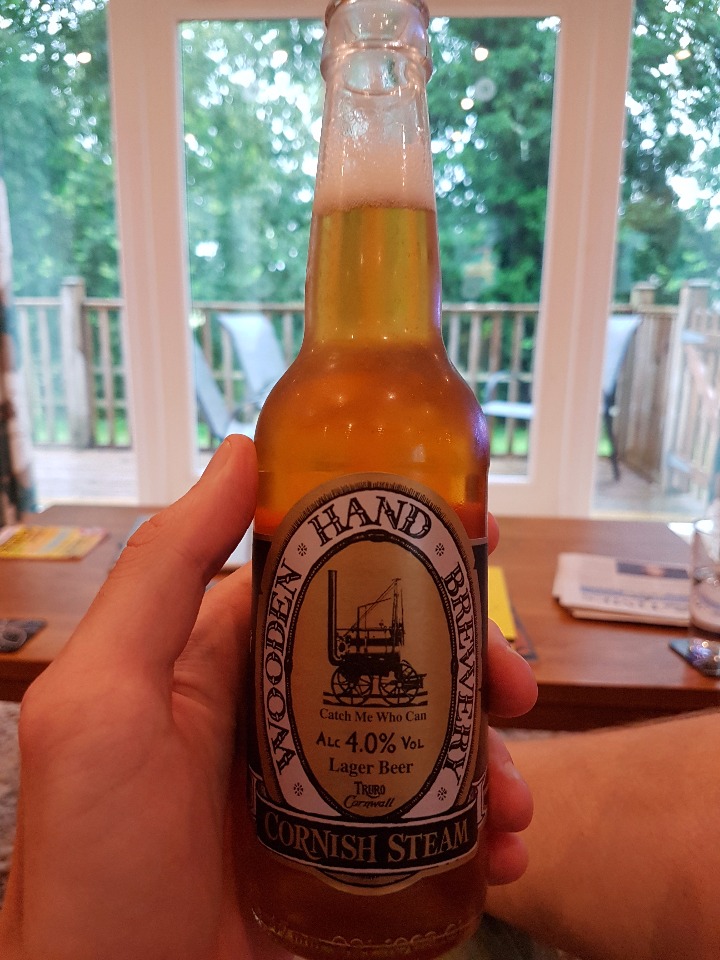 WOODEN HAND BREWERY
Catch Me Who Can
ALC 4.0% VOL
Lager Beer
TRURO
Cornwall
CORNISH STEAM